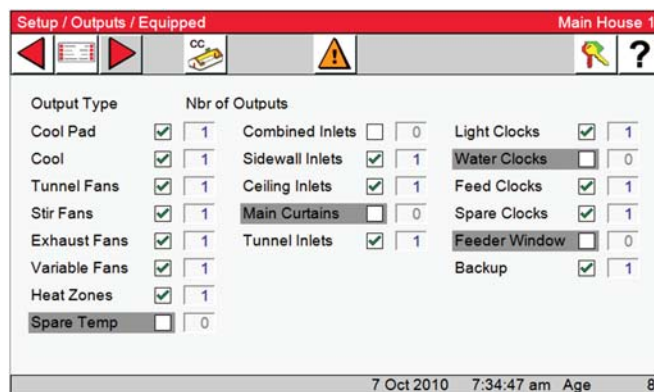 Setup / Outputs / Equipped Main House 1
CC
?
Output Type Nbr of Outputs
Cool Pad 1 Combined Inlets 0 Light Clocks 1
Cool 1 Sidewall Inlets 1 Water Clocks 0
Tunnel Fans 1 Ceiling Inlets 1 Feed Clocks 1
Stir Fans 1 Main Curtains 0 Spare Clocks 1
Exhaust Fans 1 Tunnel Inlets 1 Feeder Window 0
Variable Fans 1 Backup 1
Heat Zones 1
Spare Temp 0
7 Oct 2010 7:34:47 am Age 8